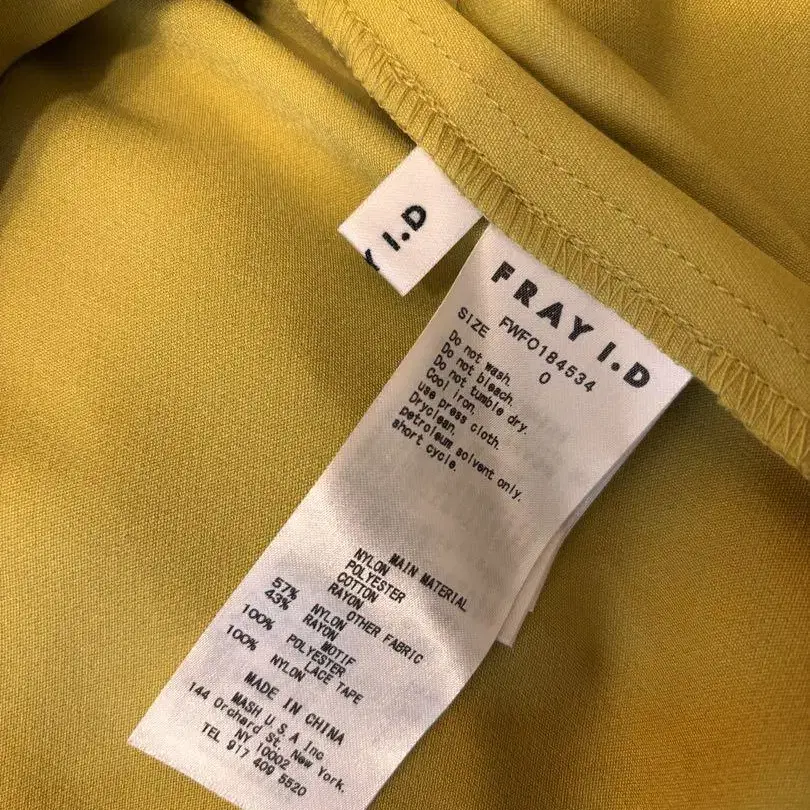 Y I.D
FRAY I.D
FWF0184534
SIZE 0
Do not wash.
Do not bleach.
Do not tumble dry.
Cool iron.
use press cloth.
Dryclean.
petroleum solvent only.
short cycle.
MAIN MATERIAL
NYLON
POLYESTER
COTTON
RAYON
OTHER FABRIC
57% NYLON
43% RAYON
MOTIF
100% POLYESTER
LACE TAPE
100% NYLON
MADE IN CHINA
MASH U.S.A Inc
144 Orchard St, New York.
NY 10002
TEL 917 409 5520